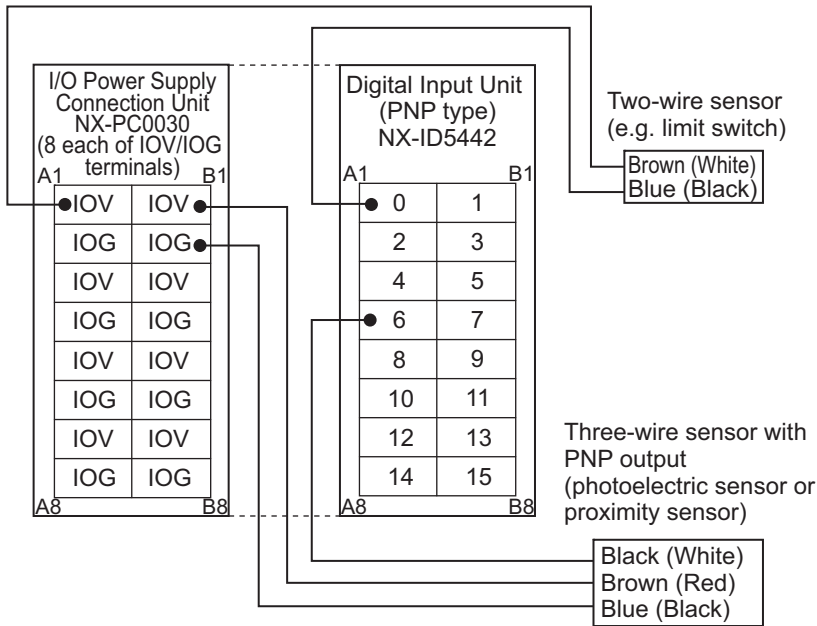 I/O Power Supply
Connection Unit
NX-PC0030
(8 each of IOV/IOG
terminals)
A1 B1
IOV IOV
IOG IOG
IOV IOV
IOG IOG
IOV IOV
IOG IOG
IOV IOV
IOG IOG
A8 B8
Digital Input Unit
(PNP type)
NX-ID5442
A1 B1
0 1
2 3
4 5
6 7
8 9
10 11
12 13
14 15
A8 B8
Two-wire sensor
(e.g. limit switch)
Brown (White)
Blue (Black)
Three-wire sensor with
PNP output
(photoelectric sensor or
proximity sensor)
Black (White)
Brown (Red)
Blue (Black)